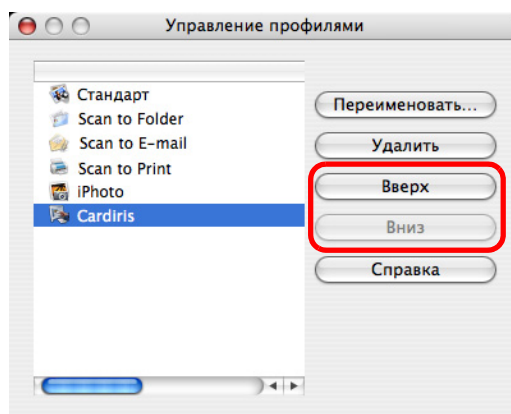 Управление профилями
Стандарт
Scan to Folder
Scan to E-mail
Scan to Print
iPhoto
Cardiris
Переименовать...
Удалить
Вверх
Вниз
Справка